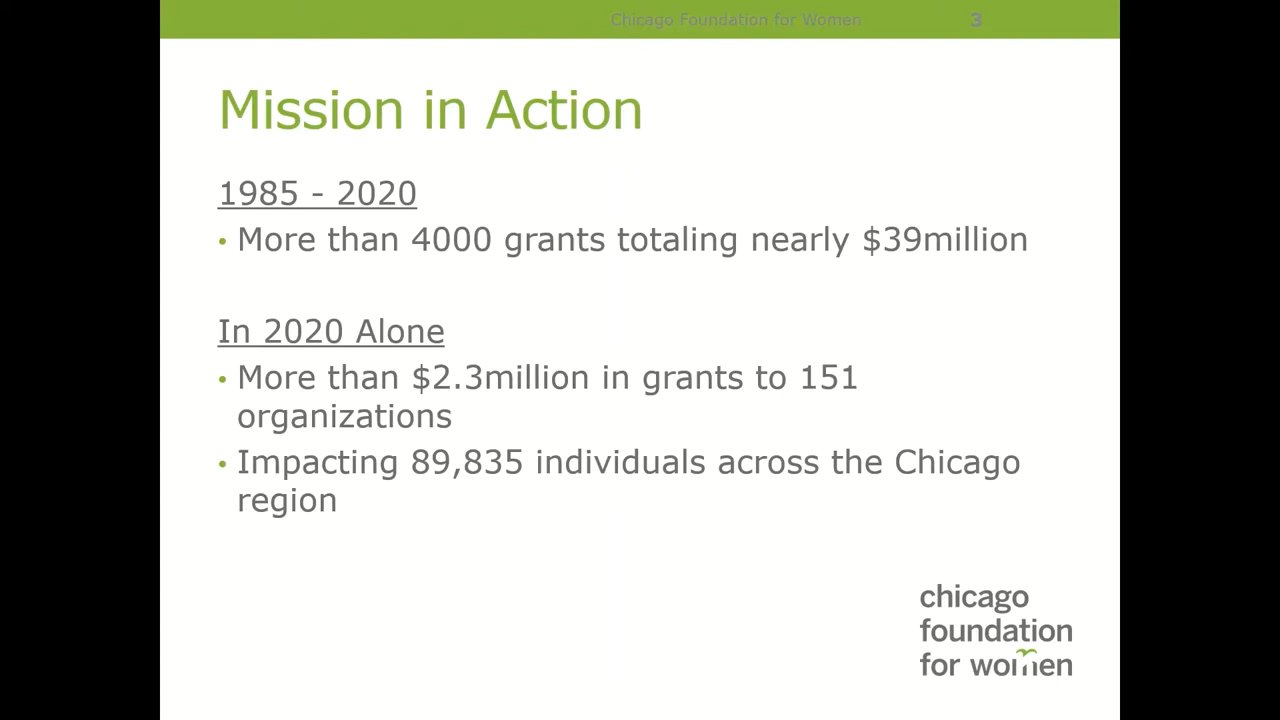 Chicago Foundation for Women 3
Mission in Action
1985 - 2020
• More than 4000 grants totaling nearly $39million
In 2020 Alone
• More than $2.3million in grants to 151
organizations
• Impacting 89,835 individuals across the Chicago
region
chicago
foundation
for women